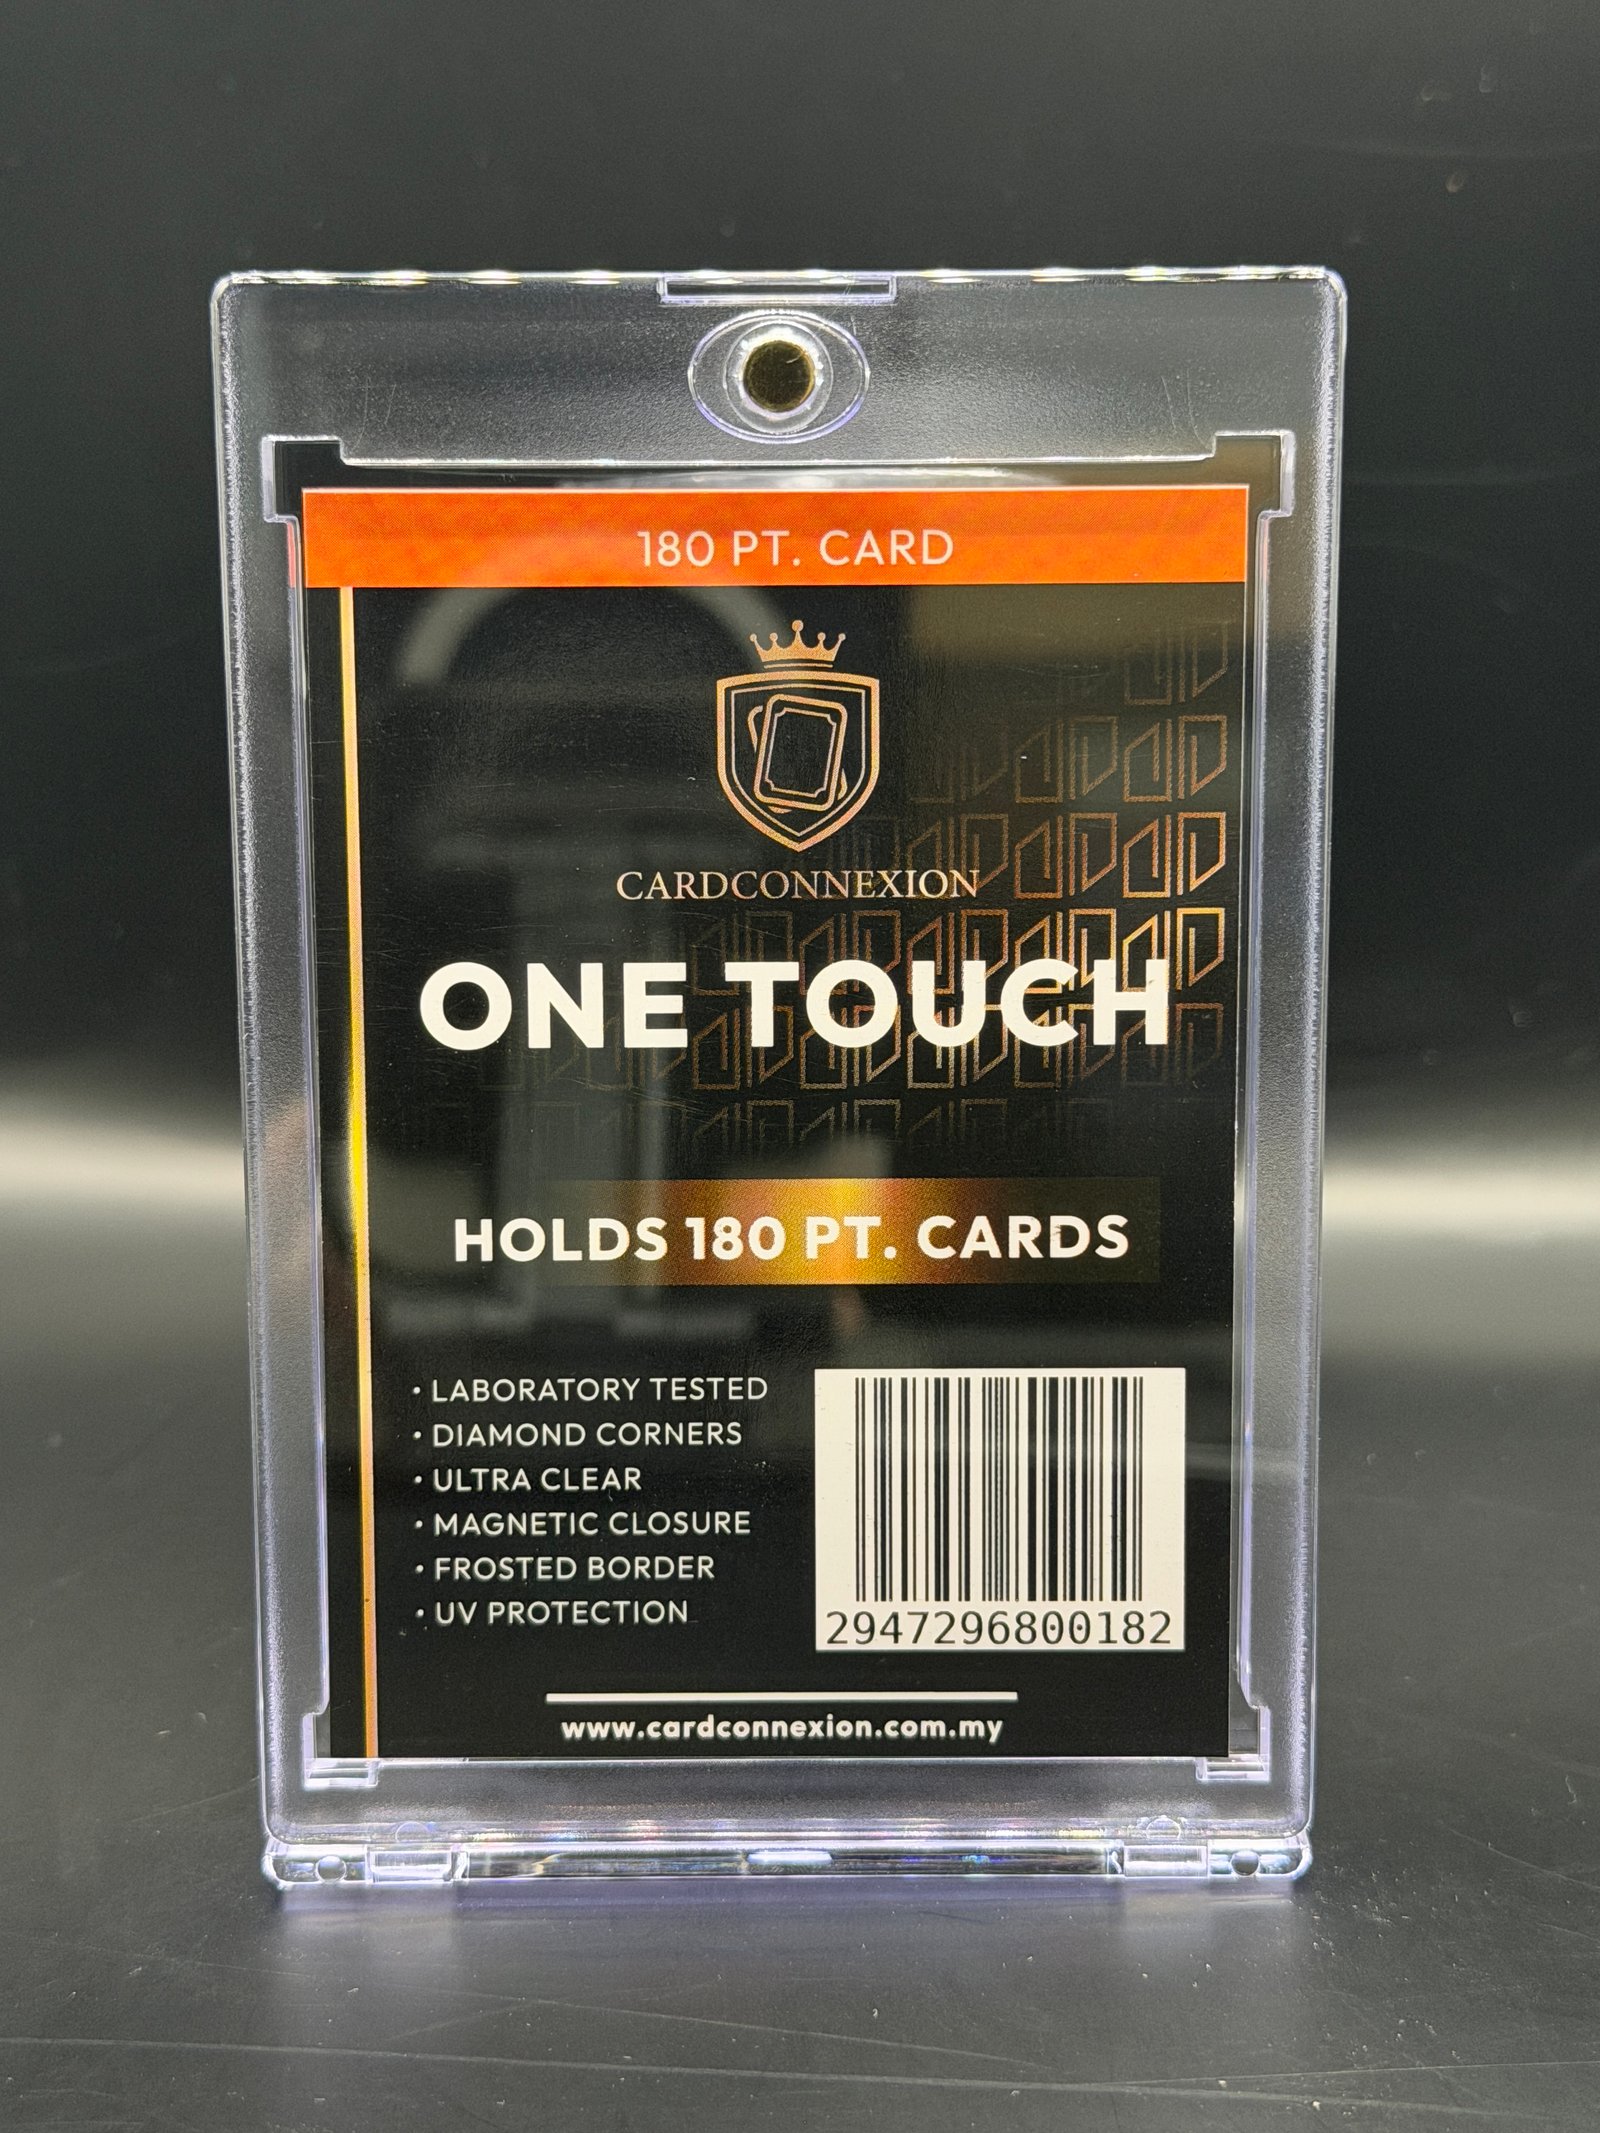 180 PT. CARD
CARDCONNEXION
ONE TOUCH
HOLDS 180 PT. CARDS
• LABORATORY TESTED
• DIAMOND CORNERS
• ULTRA CLEAR
• MAGNETIC CLOSURE
• FROSTED BORDER
• UV PROTECTION
2947296800182
www.cardconnexion.com.my